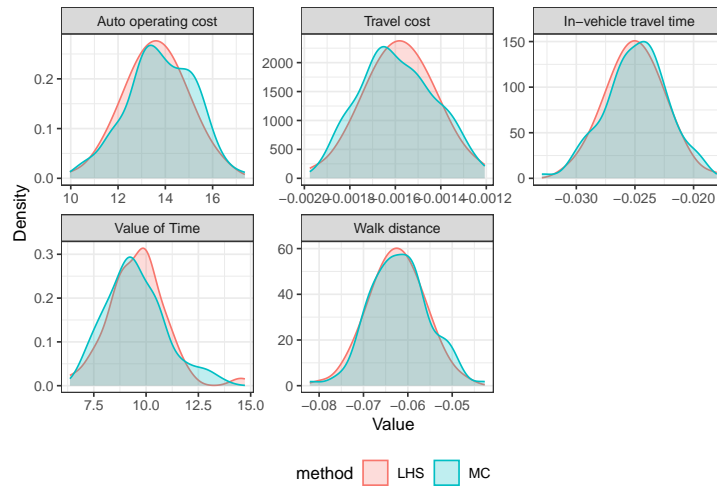 Auto operating cost
Travel cost
In−vehicle travel time
0.2
0.1
0.0
10 12 14 16
2000
1500
1000
500
0
−0.0020 −0.0018 −0.0016 −0.0014 −0.0012
150
100
50
0
−0.030 −0.025 −0.020
Density
Value of Time
Walk distance
0.3
0.2
0.1
0.0
7.5 10.0 12.5 15.0
60
40
20
0
−0.08 −0.07 −0.06 −0.05
Value
method LHS MC